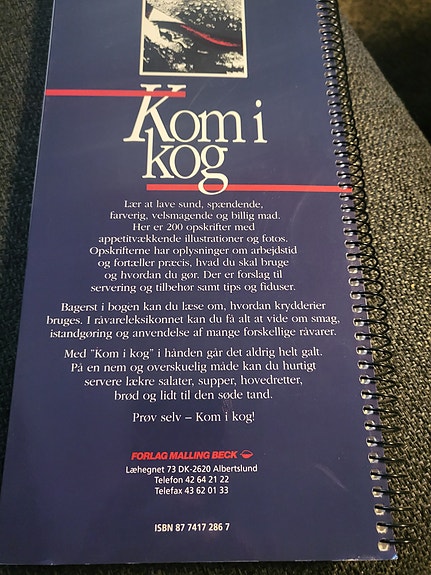 Kom i
kog
Lær at lave sund, spændende,
farverig, velsmagende og billig mad.
Her er 200 opskrifter med
appetitvækkende illustrationer og fotos.
Opskrifterne har oplysninger om arbejdstid
og fortæller præcis, hvad du skal bruge
og hvordan du gør. Der er forslag til
servering og tilbehør samt tips og fiduser.
Bagerst i bogen kan du læse om, hvordan krydderier
bruges. I råvareleksikonnet kan du få alt at vide om smag,
istandgøring og anvendelse af mange forskellige råvarer.
Med "Kom i kog" i hånden går det aldrig helt galt.
På en nem og overskuelig måde kan du hurtigt
servere lækre salater, supper, hovedretter,
brød og lidt til den søde tand.
Prøv selv – Kom i kog!
FORLAG MALLING BECK
Læhegnet 73 DK-2620 Albertslund
Telefon 42 64 21 22
Telefax 43 62 01 33
ISBN 87 7417 286 7